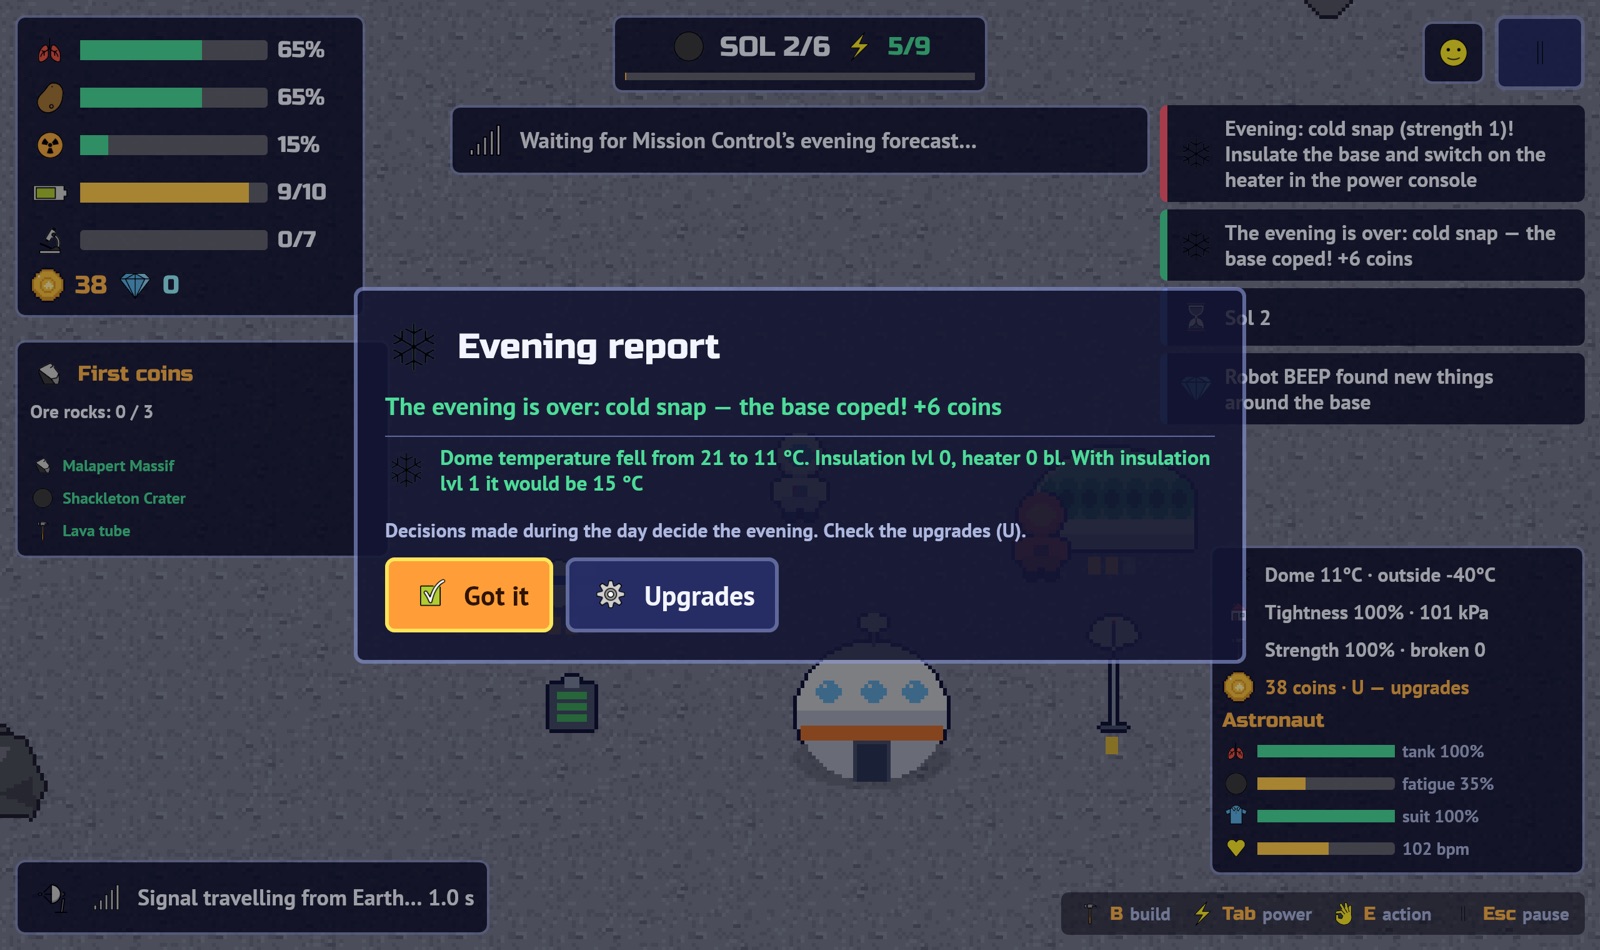 65%
65%
15%
9/10
0/7
38 0
SOL 2/6 5/9
Waiting for Mission Control's evening forecast...
Evening: cold snap (strength 1)!
Insulate the base and switch on the
heater in the power console
The evening is over: cold snap — the
base coped! +6 coins
Sol 2
Robot BEEP found new things
around the base
First coins
Ore rocks: 0 / 3
Malapert Massif
Shackleton Crater
Lava tube
Evening report
The evening is over: cold snap — the base coped! +6 coins
Dome temperature fell from 21 to 11 °C. Insulation lvl 0, heater 0 bl. With insulation
lvl 1 it would be 15 °C
Decisions made during the day decide the evening. Check the upgrades (U).
Got it
Upgrades
Dome 11°C · outside -40°C
Tightness 100% · 101 kPa
Strength 100% · broken 0
38 coins · U — upgrades
Astronaut
tank 100%
fatigue 35%
suit 100%
102 bpm
Signal travelling from Earth... 1.0 s
B build Tab power E action Esc pause